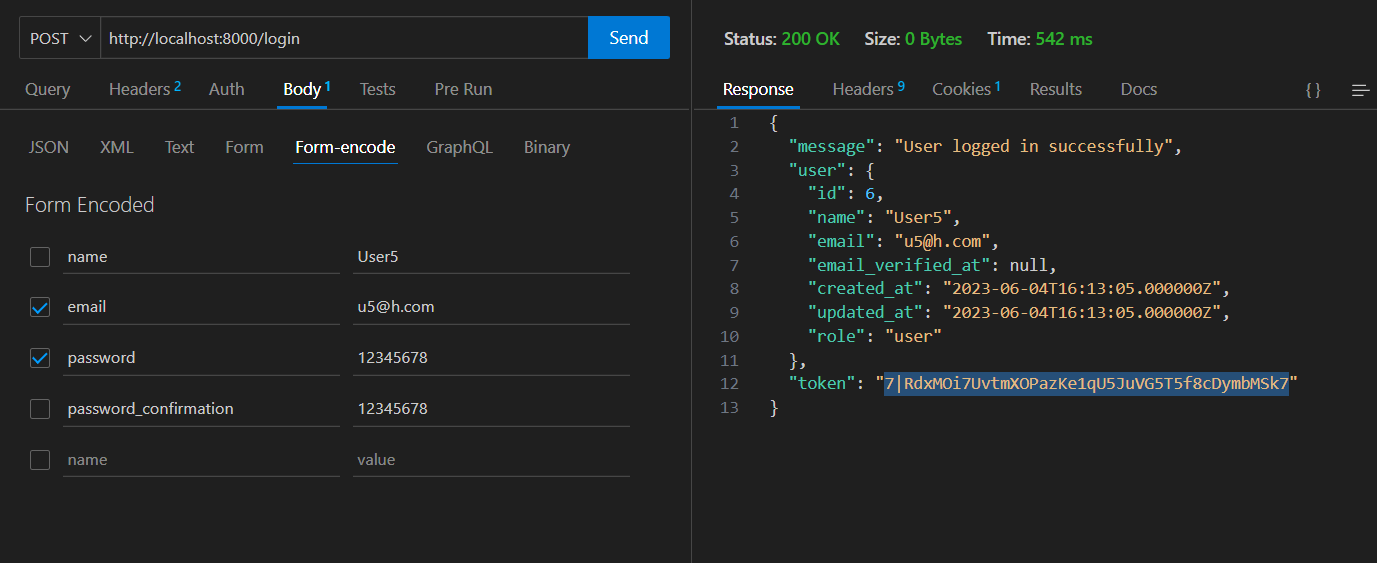 POST http://localhost:8000/login Send
Query Headers 2 Auth Body 1 Tests Pre Run
JSON XML Text Form Form-encode GraphQL Binary
Form Encoded
name User5
email u5@h.com
password 12345678
password_confirmation 12345678
name value
Status: 200 OK Size: 0 Bytes Time: 542 ms
Response Headers 9 Cookies 1 Results Docs {}
1 {
2 "message": "User logged in successfully",
3 "user": {
4 "id": 6,
5 "name": "User5",
6 "email": "u5@h.com",
7 "email_verified_at": null,
8 "created_at": "2023-06-04T16:13:05.000000Z",
9 "updated_at": "2023-06-04T16:13:05.000000Z",
10 "role": "user"
11 },
12 "token": "7|RdxMOi7UvtmXOPazKe1qU5JuVG5T5f8cDymbMSk7"
13 }